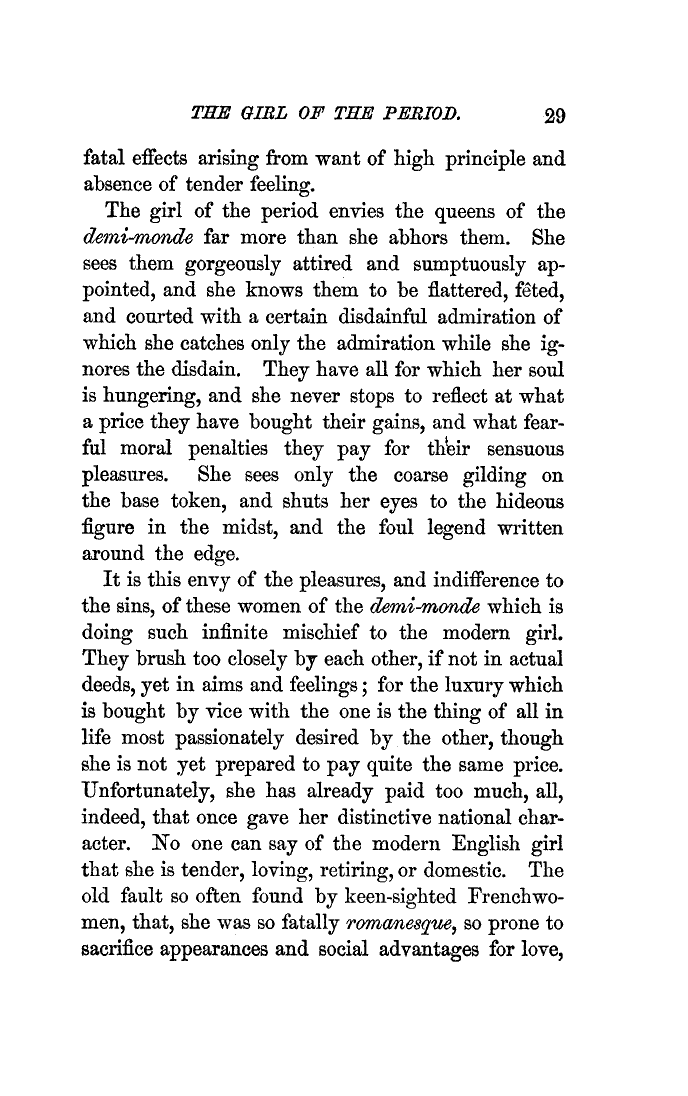 THE GIRL OF THE PERIOD. 29
fatal effects arising from want of high principle and
absence of tender feeling.
The girl of the period envies the queens of the
demi-monde far more than she abhors them. She
sees them gorgeously attired and sumptuously ap-
pointed, and she knows them to be flattered, fêted,
and courted with a certain disdainful admiration of
which she catches only the admiration while she ig-
nores the disdain. They have all for which her soul
is hungering, and she never stops to reflect at what
a price they have bought their gains, and what fear-
ful moral penalties they pay for their sensuous
pleasures. She sees only the coarse gilding on
the base token, and shuts her eyes to the hideous
figure in the midst, and the foul legend written
around the edge.
It is this envy of the pleasures, and indifference to
the sins, of these women of the demi-monde which is
doing such infinite mischief to the modern girl.
They brush too closely by each other, if not in actual
deeds, yet in aims and feelings; for the luxury which
is bought by vice with the one is the thing of all in
life most passionately desired by the other, though
she is not yet prepared to pay quite the same price.
Unfortunately, she has already paid too much, all,
indeed, that once gave her distinctive national char-
acter. No one can say of the modern English girl
that she is tender, loving, retiring, or domestic. The
old fault so often found by keen-sighted Frenchwo-
men, that, she was so fatally romanesque, so prone to
sacrifice appearances and social advantages for love,